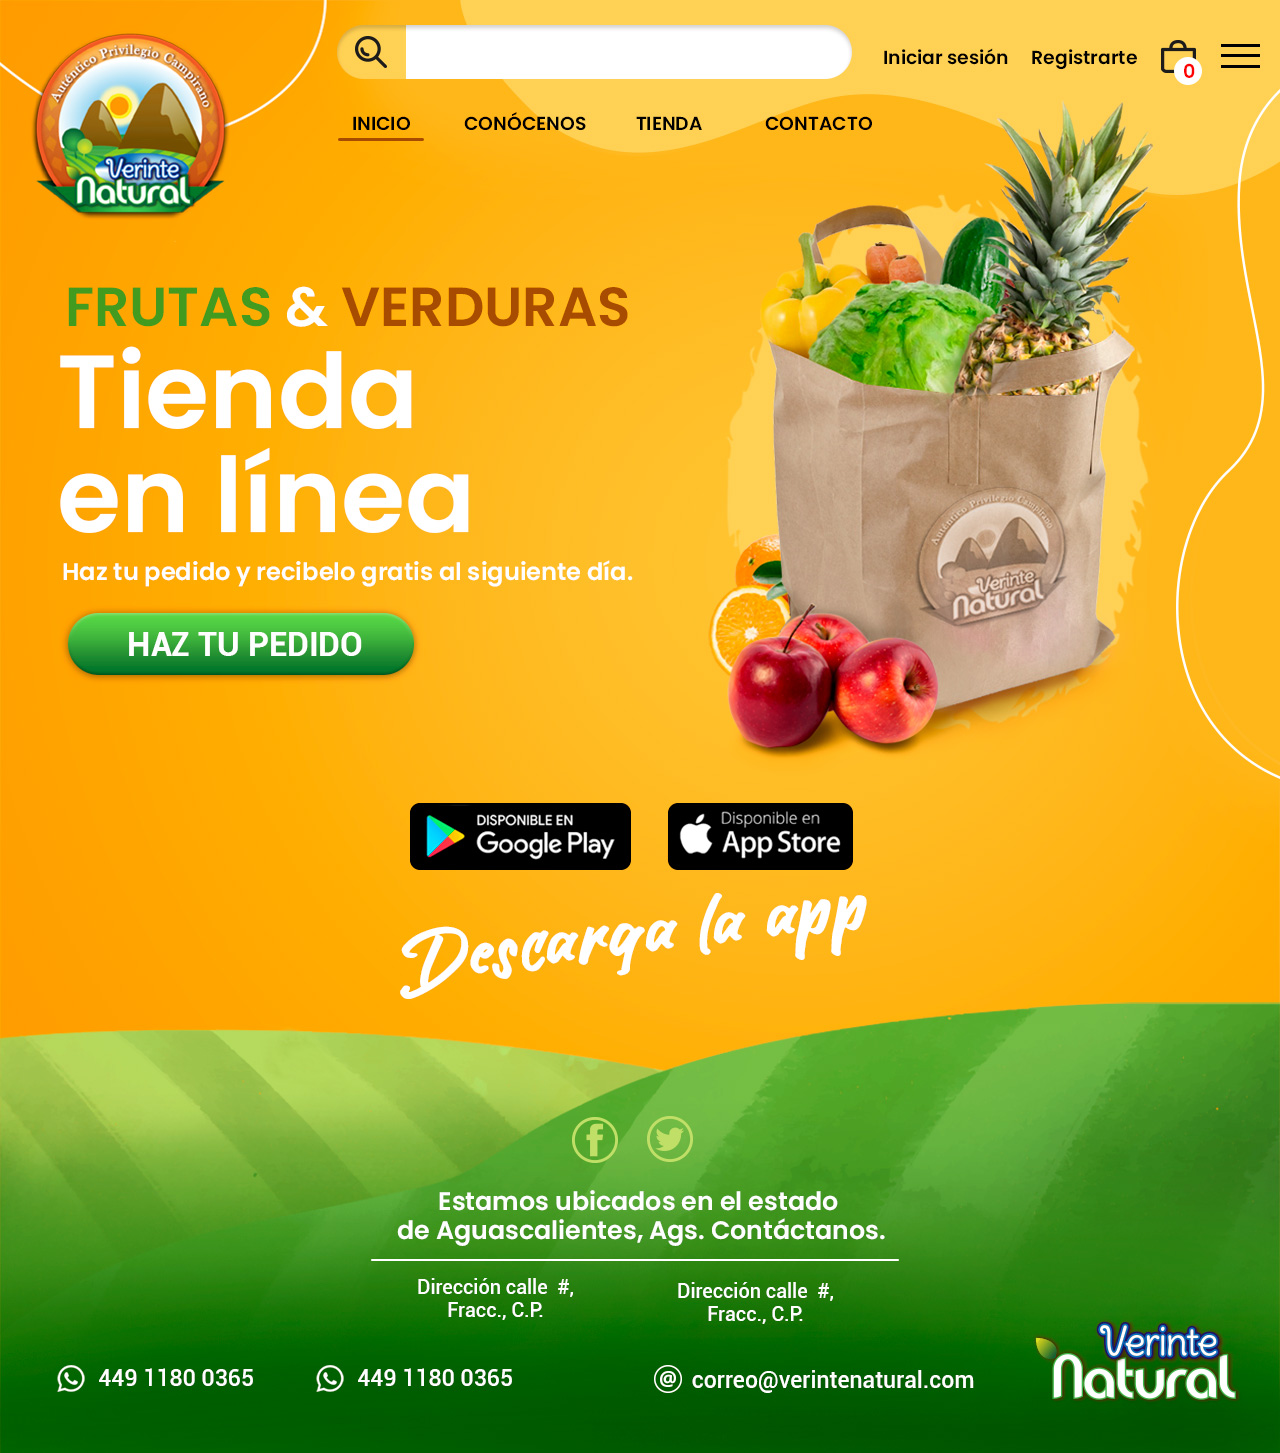 Auténtico Privilegio Campirano
Verinte
Natural
Iniciar sesión
Registrarte
0
INICIO
CONÓCENOS
TIENDA
CONTACTO
FRUTAS & VERDURAS
Tienda
en línea
Haz tu pedido y recibelo gratis al siguiente día.
HAZ TU PEDIDO
Auténtico Privilegio Campirano
Verinte
Natural
DISPONIBLE EN
Google Play
Disponible en
App Store
Descarga la app
Estamos ubicados en el estado
de Aguascalientes, Ags. Contáctanos.
Dirección calle  #,
Fracc., C.P.
Dirección calle  #,
Fracc., C.P.
449 1180 0365
449 1180 0365
correo@verintenatural.com
Verinte
Natural